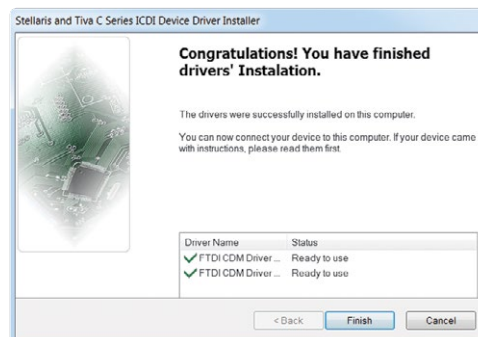 Stellaris and Tiva C Series ICDI Device Driver Installer
Congratulations! You have finished
drivers' Instalation.
The drivers were successfully installed on this computer.
You can now connect your device to this computer. If your device came
with instructions, please read them first.
Driver Name Status
FTDI CDM Driver ... Ready to use
FTDI CDM Driver ... Ready to use
< Back Finish Cancel